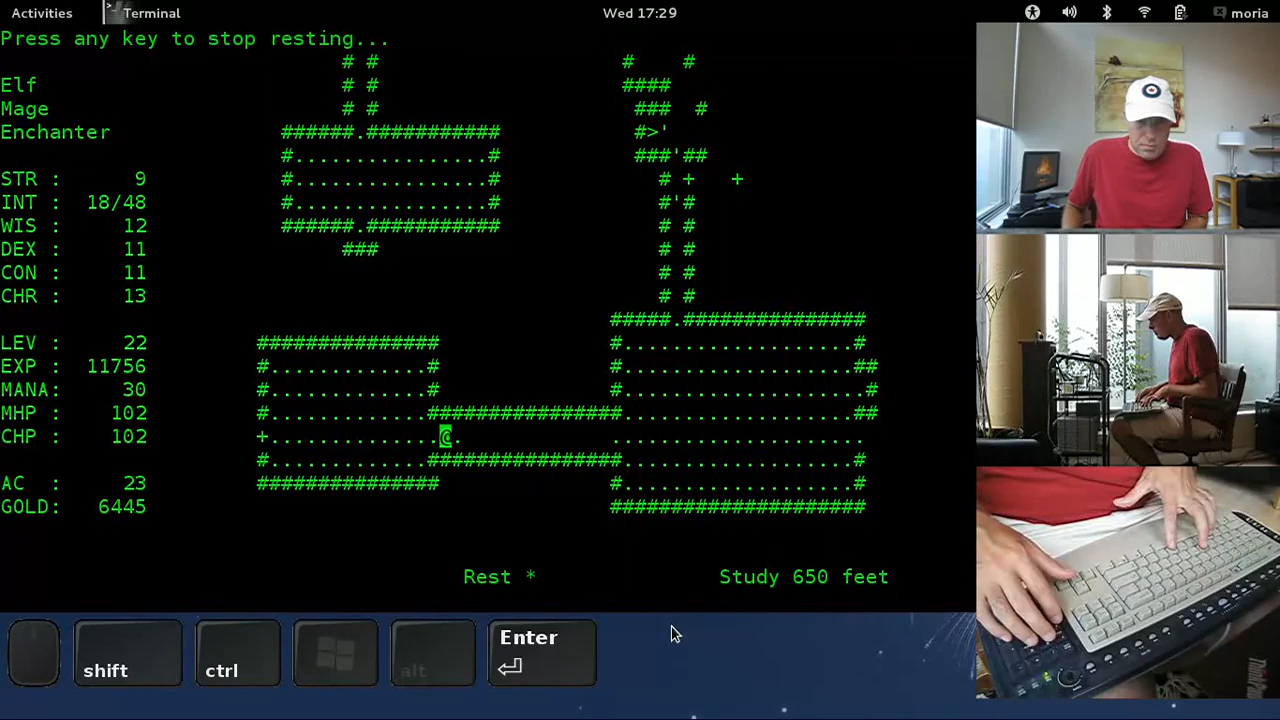 Activities Terminal Wed 17:29 moria
Press any key to stop resting...
# # # #
Elf # # ####
Mage # # ### #
Enchanter ######.########### #>'
#................# ###'##
STR : 9 #................# # + +
INT : 18/48 #................# #'#
WIS : 12 ######.########### # #
DEX : 11 ### # #
CON : 11 # #
CHR : 13 # #
#####.###############
LEV : 22 ############### #...................#
EXP : 11756 #.............# #...................##
MANA: 30 #.............# #....................#
MHP : 102 #.............################...................##
CHP : 102 +..............@. .....................
#.............################...................#
AC : 23 ############### #...................#
GOLD: 6445 #####################
Rest * Study 650 feet
shift ctrl alt Enter
ThinkPad